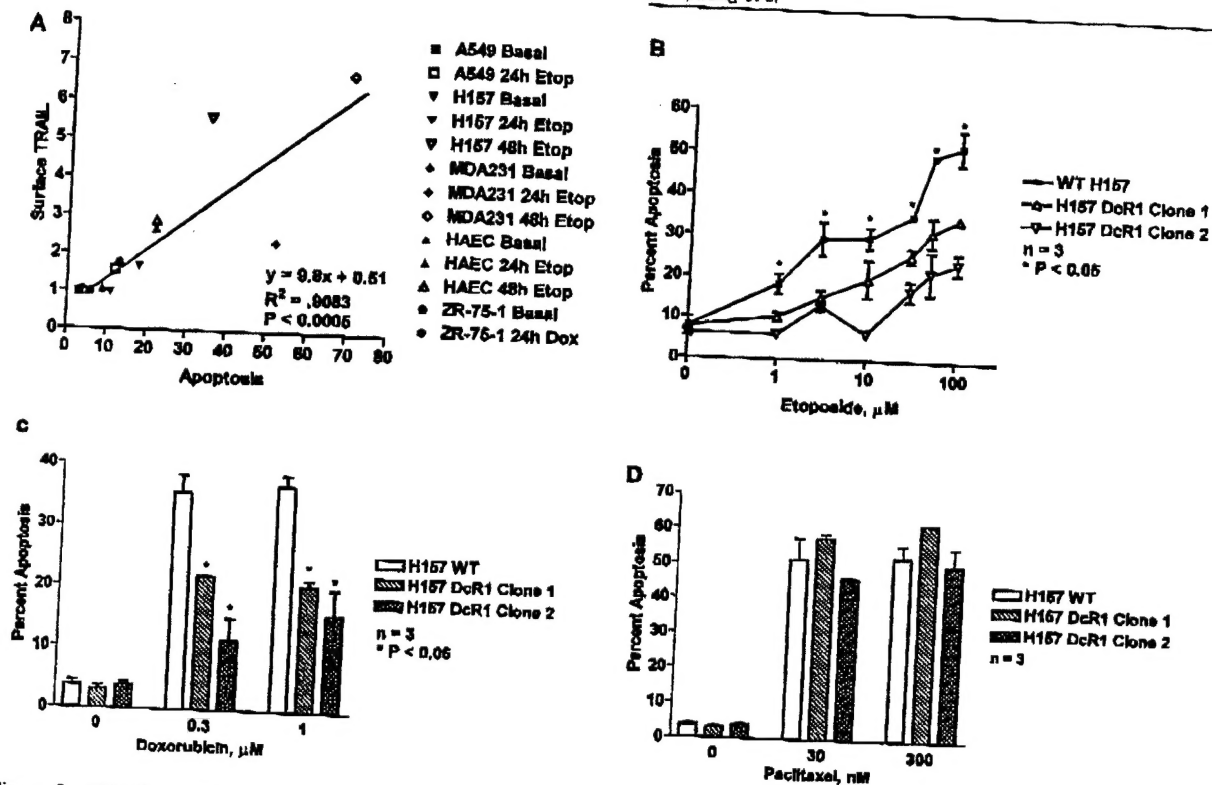 A
8
7
6
5
4
3
2
1
0
Surface TRAIL
0 10 20 30 40 50 60 70 80
Apoptosis
y = 9.8x + 0.51
R² = .9083
P < 0.0005
A549 Basal
A549 24h Etop
H157 Basal
H157 24h Etop
H157 48h Etop
MDA231 Basal
MDA231 24h Etop
MDA231 48h Etop
HAEC Basal
HAEC 24h Etop
HAEC 48h Etop
ZR-75-1 Basal
ZR-75-1 24h Dox
B
60
50
40
30
20
10
0
Percent Apoptosis
* * * * * *
0 1 10 100
Etoposide, µM
WT H157
H157 DcR1 Clone 1
H157 DcR1 Clone 2
n = 3
* P < 0.05
C
40
30
20
10
0
Percent Apoptosis
* * * *
0 0.3 1
Doxorubicin, µM
H157 WT
H157 DcR1 Clone 1
H157 DcR1 Clone 2
n = 3
* P < 0.05
D
70
60
50
40
30
20
10
0
Percent Apoptosis
0 30 300
Paclitaxel, nM
H157 WT
H157 DcR1 Clone 1
H157 DcR1 Clone 2
n = 3